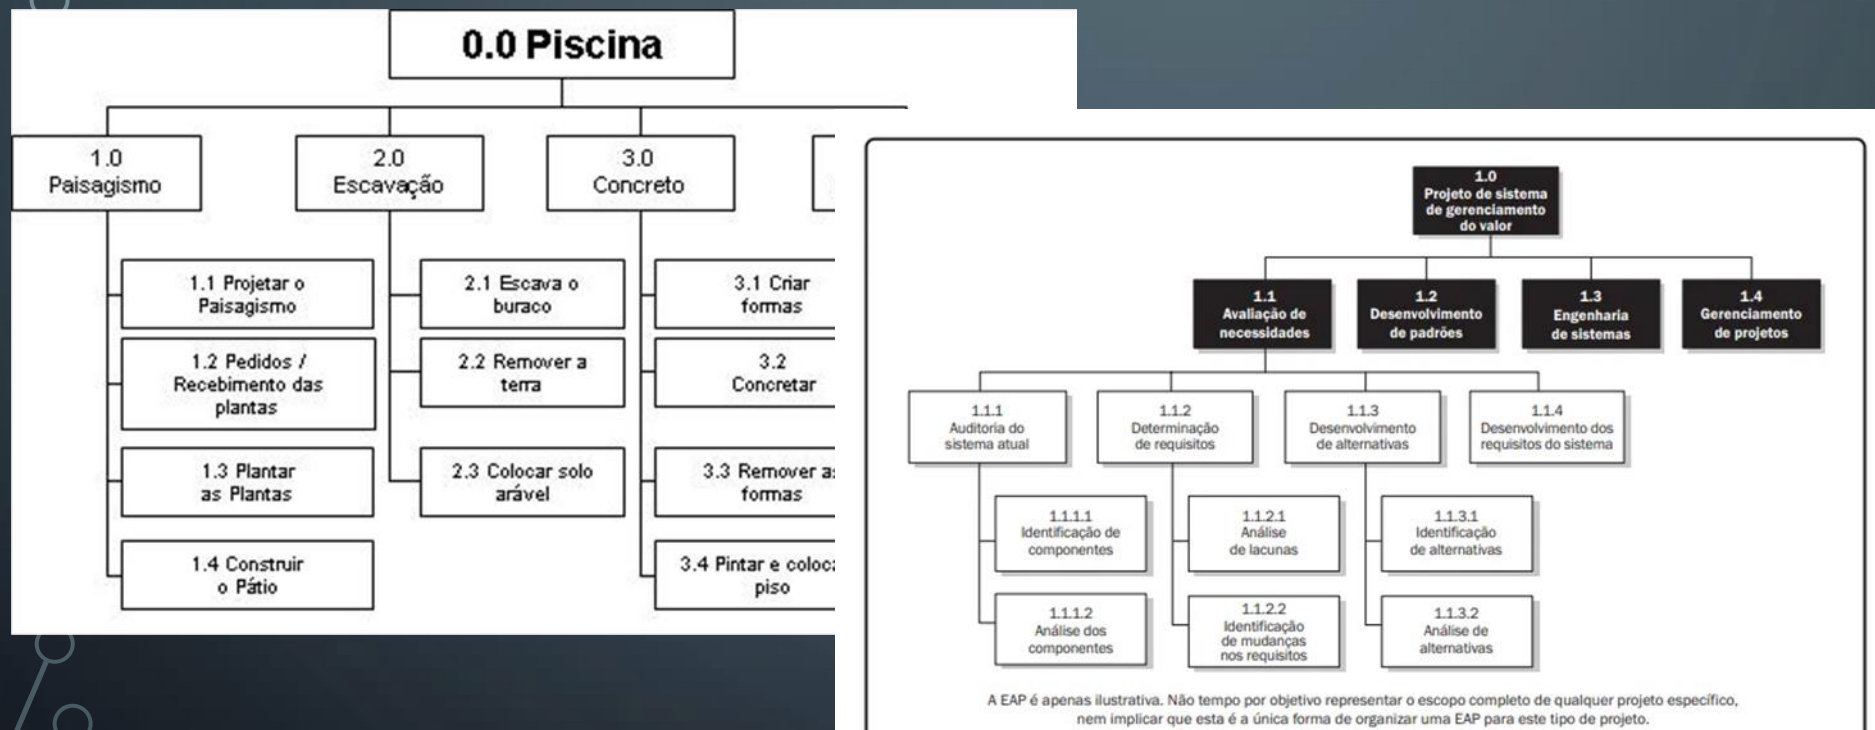 0.0 Piscina
1.0
Paisagismo
2.0
Escavação
3.0
Concreto
1.1 Projetar o
Paisagismo
1.2 Pedidos /
Recebimento das
plantas
1.3 Plantar
as Plantas
1.4 Construir
o Pátio
2.1 Escava o
buraco
2.2 Remover a
terra
2.3 Colocar solo
arável
3.1 Criar
formas
3.2
Concretar
3.3 Remover as
formas
3.4 Pintar e coloca
piso
1.0
Projeto de sistema
de gerenciamento
do valor
1.1
Avaliação de
necessidades
1.2
Desenvolvimento
de padrões
1.3
Engenharia
de sistemas
1.4
Gerenciamento
de projetos
1.1.1
Auditoria do
sistema atual
1.1.2
Determinação
de requisitos
1.1.3
Desenvolvimento
de alternativas
1.1.4
Desenvolvimento dos
requisitos do sistema
1.1.1.1
Identificação de
componentes
1.1.1.2
Análise dos
componentes
1.1.2.1
Análise
de lacunas
1.1.2.2
Identificação
de mudanças
nos requisitos
1.1.3.1
Identificação
de alternativas
1.1.3.2
Análise de
alternativas
A EAP é apenas ilustrativa. Não tempo por objetivo representar o escopo completo de qualquer projeto específico,
nem implicar que esta é a única forma de organizar uma EAP para este tipo de projeto.